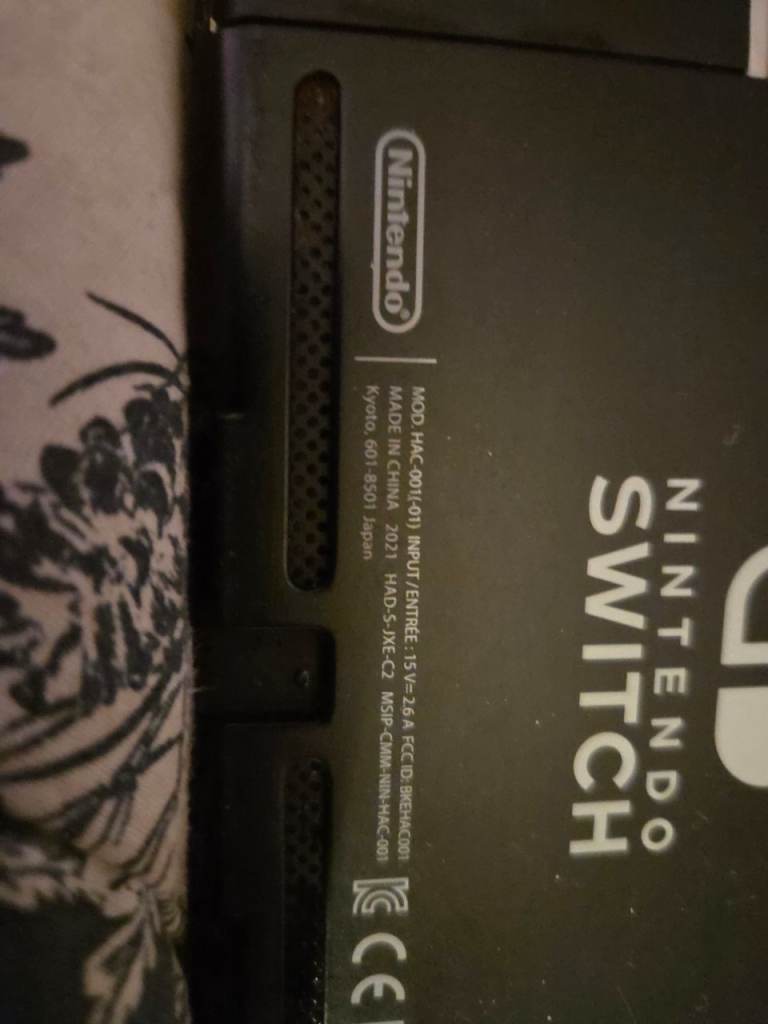 Nintendo®
MOD. HAC-001(-01) INPUT / ENTRÉE : 15 V⎓ 2.6 A FCC ID: BKEHAC001
MADE IN CHINA 2021 HAD-S-JXE-C2 MSIP-CMM-NIN-HAC-001
Kyoto, 601-8501 Japan
CE
NINTENDO
SWITCH